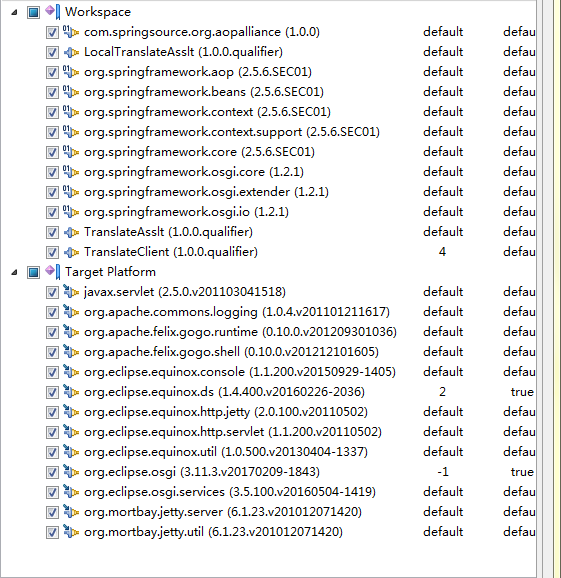 Workspace
com.springsource.org.aopalliance (1.0.0) default defau
LocalTranslateAsslt (1.0.0.qualifier) default defau
org.springframework.aop (2.5.6.SEC01) default defau
org.springframework.beans (2.5.6.SEC01) default defau
org.springframework.context (2.5.6.SEC01) default defau
org.springframework.context.support (2.5.6.SEC01) default defau
org.springframework.core (2.5.6.SEC01) default defau
org.springframework.osgi.core (1.2.1) default defau
org.springframework.osgi.extender (1.2.1) default defau
org.springframework.osgi.io (1.2.1) default defau
TranslateAsslt (1.0.0.qualifier) default defau
TranslateClient (1.0.0.qualifier) 4 defau
Target Platform
javax.servlet (2.5.0.v201103041518) default defau
org.apache.commons.logging (1.0.4.v201101211617) default defau
org.apache.felix.gogo.runtime (0.10.0.v201209301036) default defau
org.apache.felix.gogo.shell (0.10.0.v201212101605) default defau
org.eclipse.equinox.console (1.1.200.v20150929-1405) default defau
org.eclipse.equinox.ds (1.4.400.v20160226-2036) 2 true
org.eclipse.equinox.http.jetty (2.0.100.v20110502) default defau
org.eclipse.equinox.http.servlet (1.1.200.v20110502) default defau
org.eclipse.equinox.util (1.0.500.v20130404-1337) default defau
org.eclipse.osgi (3.11.3.v20170209-1843) -1 true
org.eclipse.osgi.services (3.5.100.v20160504-1419) default defau
org.mortbay.jetty.server (6.1.23.v201012071420) default defau
org.mortbay.jetty.util (6.1.23.v201012071420) default defau